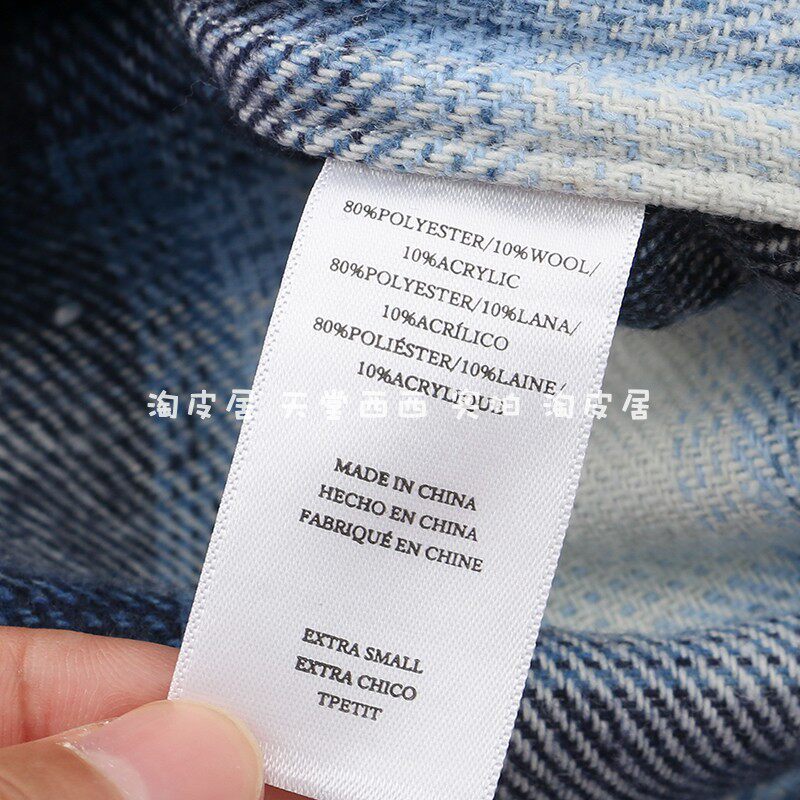 80%POLYESTER/10%WOOL/
10%ACRYLIC
80%POLYESTER/10%LANA/
10%ACRÍLICO
80%POLIÉSTER/10%LAINE/
10%ACRYLIQUE
淘皮居 天堂西西 实拍 淘皮居
MADE IN CHINA
HECHO EN CHINA
FABRIQUÉ EN CHINE
EXTRA SMALL
EXTRA CHICO
TPETIT